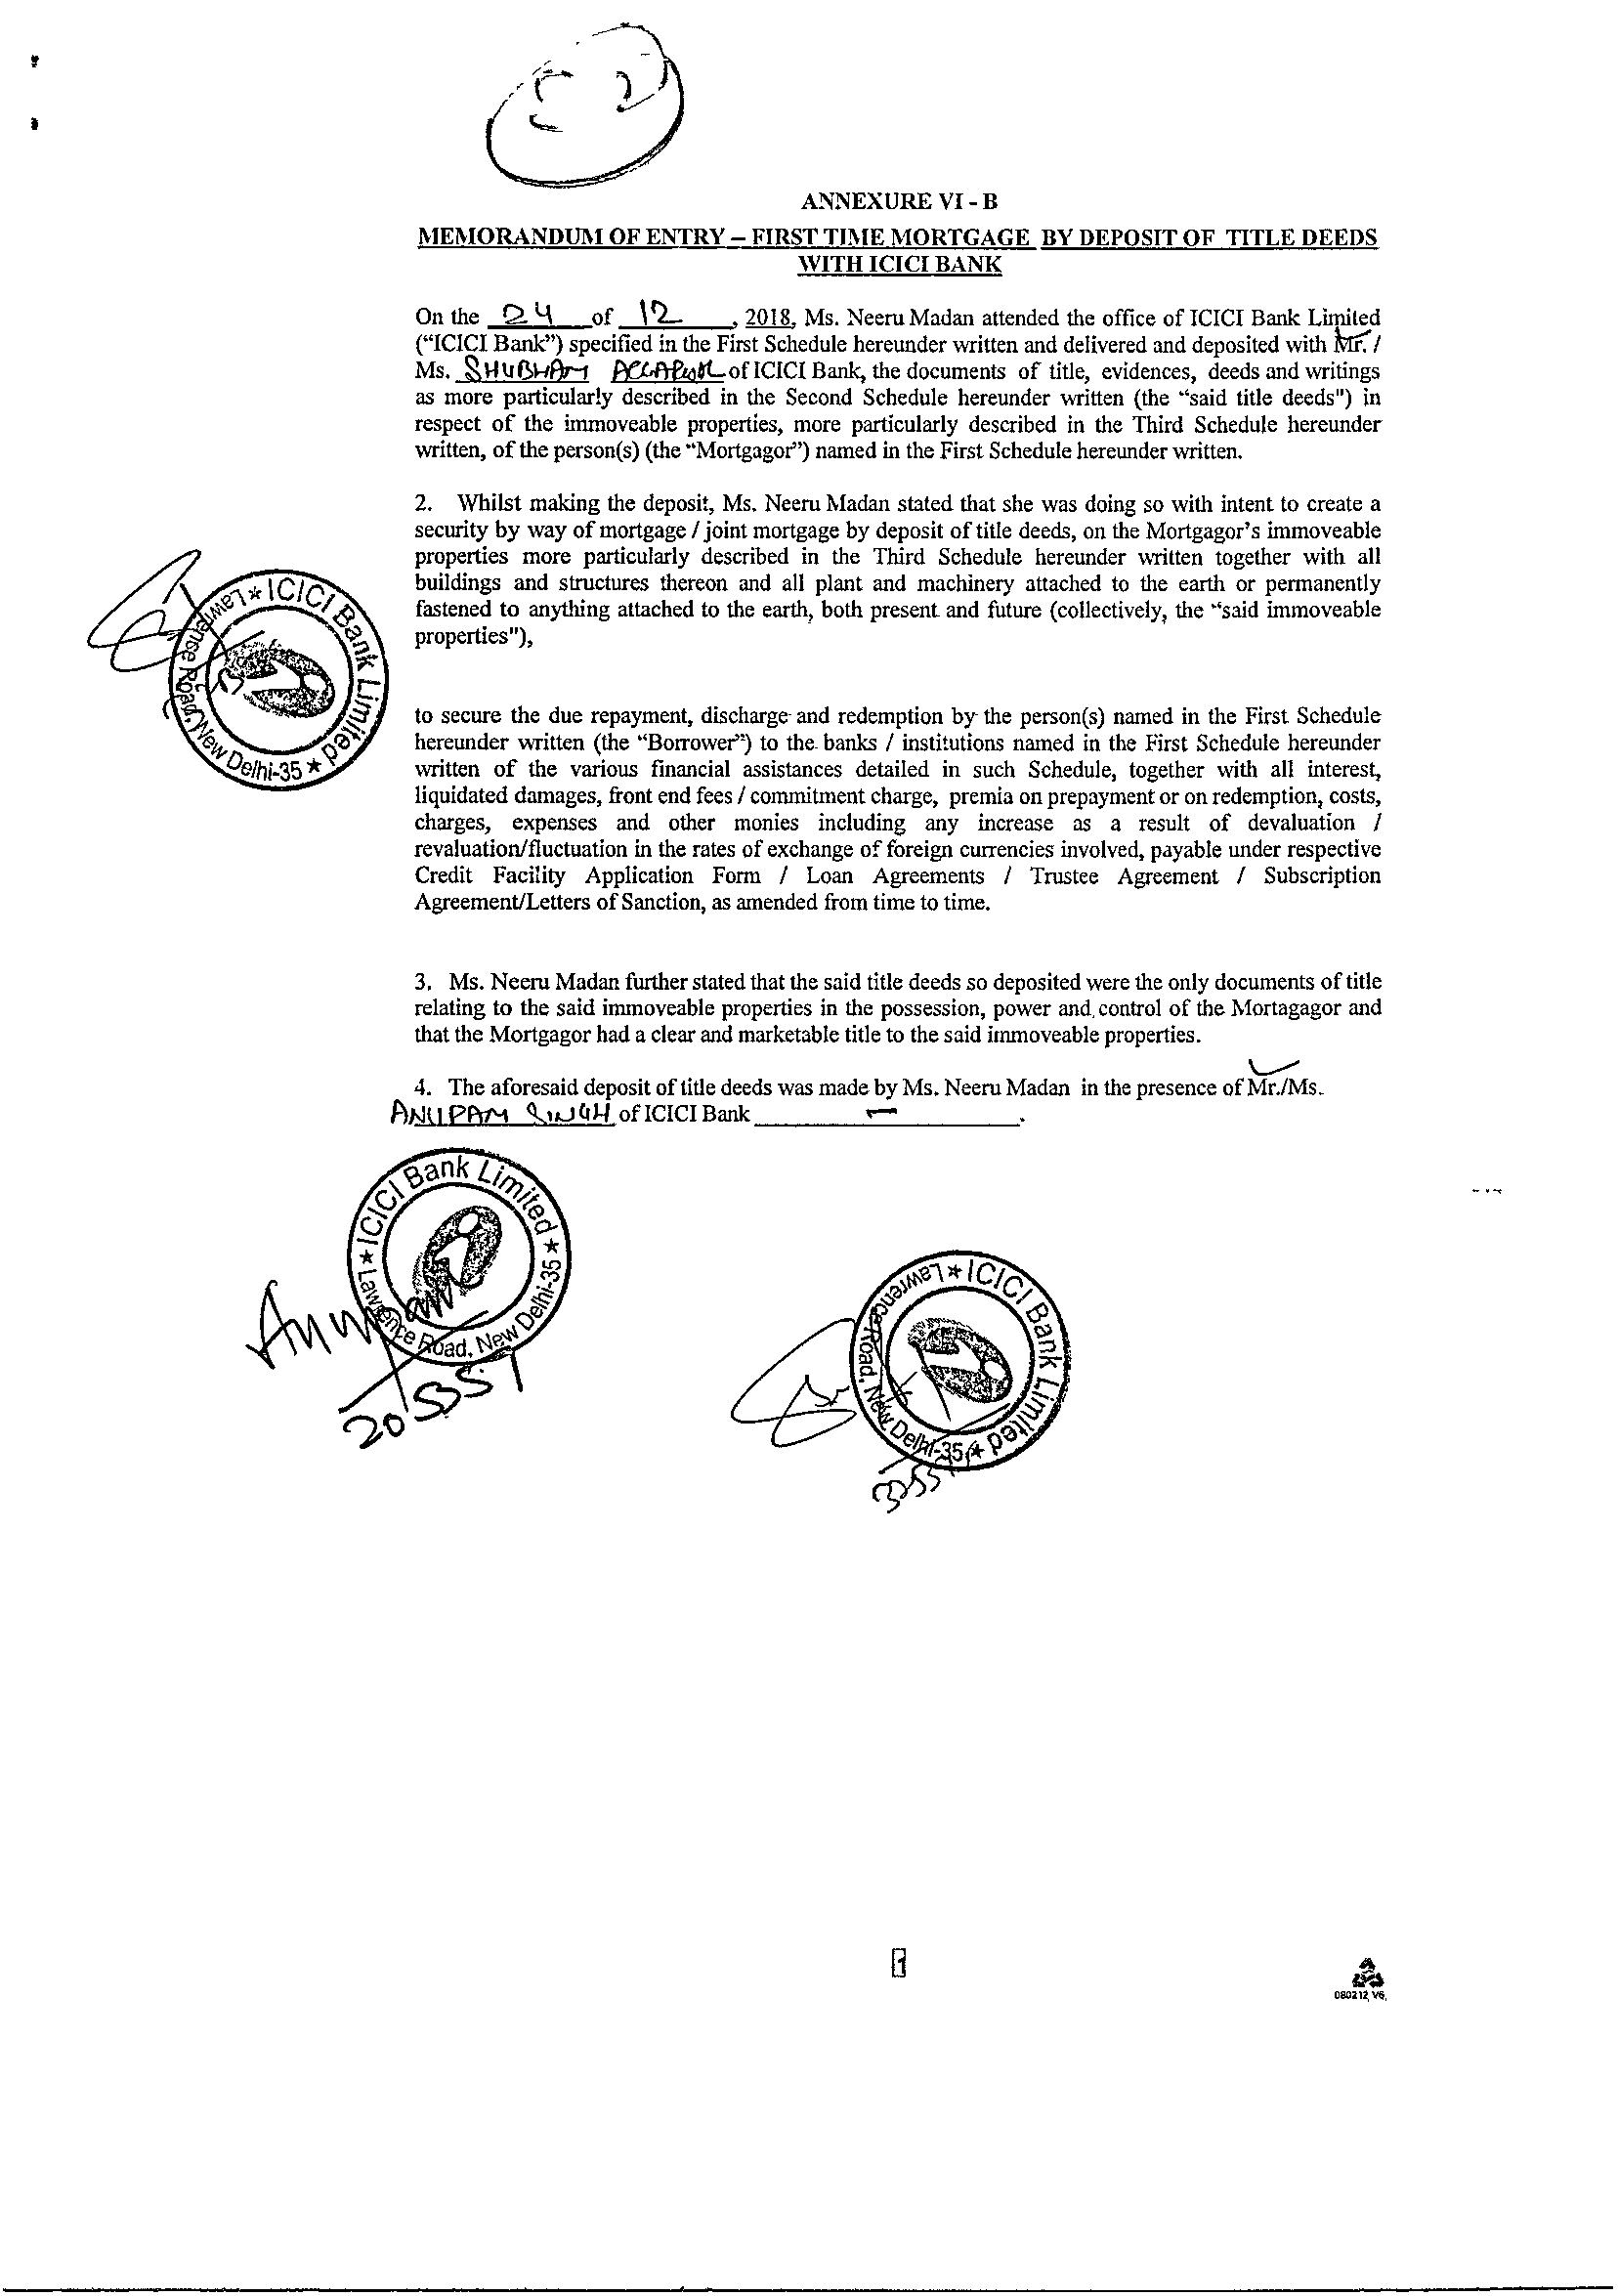 ANNEXURE VI - B
MEMORANDUM OF ENTRY – FIRST TIME MORTGAGE BY DEPOSIT OF TITLE DEEDS
WITH ICICI BANK
On the 24 of 12, 2018, Ms. Neeru Madan attended the office of ICICI Bank Limited
(“ICICI Bank”) specified in the First Schedule hereunder written and delivered and deposited with Mr. /
Ms. SHUBHAM of ICICI Bank, the documents of title, evidences, deeds and writings
as more particularly described in the Second Schedule hereunder written (the “said title deeds") in
respect of the immoveable properties, more particularly described in the Third Schedule hereunder
written, of the person(s) (the “Mortgagor”) named in the First Schedule hereunder written.
2. Whilst making the deposit, Ms. Neeru Madan stated that she was doing so with intent to create a
security by way of mortgage / joint mortgage by deposit of title deeds, on the Mortgagor’s immoveable
properties more particularly described in the Third Schedule hereunder written together with all
buildings and structures thereon and all plant and machinery attached to the earth or permanently
fastened to anything attached to the earth, both present and future (collectively, the “said immoveable
properties"),
ICICI Bank Limited ★ Lawrence Road, New Delhi-35 ★
to secure the due repayment, discharge and redemption by the person(s) named in the First Schedule
hereunder written (the “Borrower”) to the banks / institutions named in the First Schedule hereunder
written of the various financial assistances detailed in such Schedule, together with all interest,
liquidated damages, front end fees / commitment charge, premia on prepayment or on redemption, costs,
charges, expenses and other monies including any increase as a result of devaluation /
revaluation/fluctuation in the rates of exchange of foreign currencies involved, payable under respective
Credit Facility Application Form / Loan Agreements / Trustee Agreement / Subscription
Agreement/Letters of Sanction, as amended from time to time.
3. Ms. Neeru Madan further stated that the said title deeds so deposited were the only documents of title
relating to the said immoveable properties in the possession, power and control of the Mortagagor and
that the Mortgagor had a clear and marketable title to the said immoveable properties.
4. The aforesaid deposit of title deeds was made by Ms. Neeru Madan in the presence of Mr./Ms.
ANUPAM SINGH of ICICI Bank
ICICI Bank Limited ★ Lawrence Road, New Delhi-35 ★
Anupam
205351
ICICI Bank Limited ★ Lawrence Road, New Delhi-35 ★
1
080212, V6,